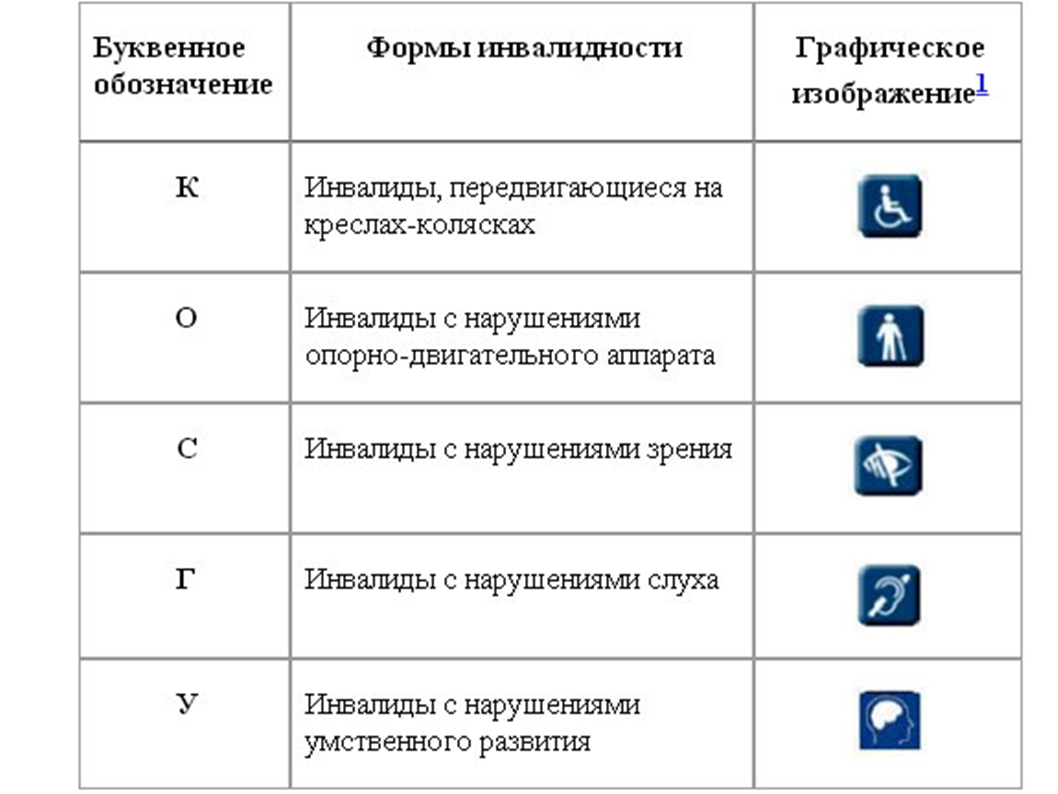 Буквенное обозначение
Формы инвалидности
Графическое изображение1
К
Инвалиды, передвигающиеся на
креслах-колясках
О
Инвалиды с нарушениями
опорно-двигательного аппарата
С
Инвалиды с нарушениями зрения
Г
Инвалиды с нарушениями слуха
У
Инвалиды с нарушениями
умственного развития